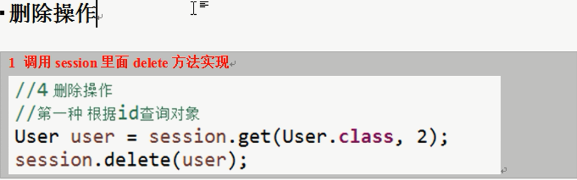 删除操作
1 调用 session 里面 delete 方法实现
//4 删除操作
//第一种 根据id查询对象
User user = session.get(User.class, 2);
session.delete(user);